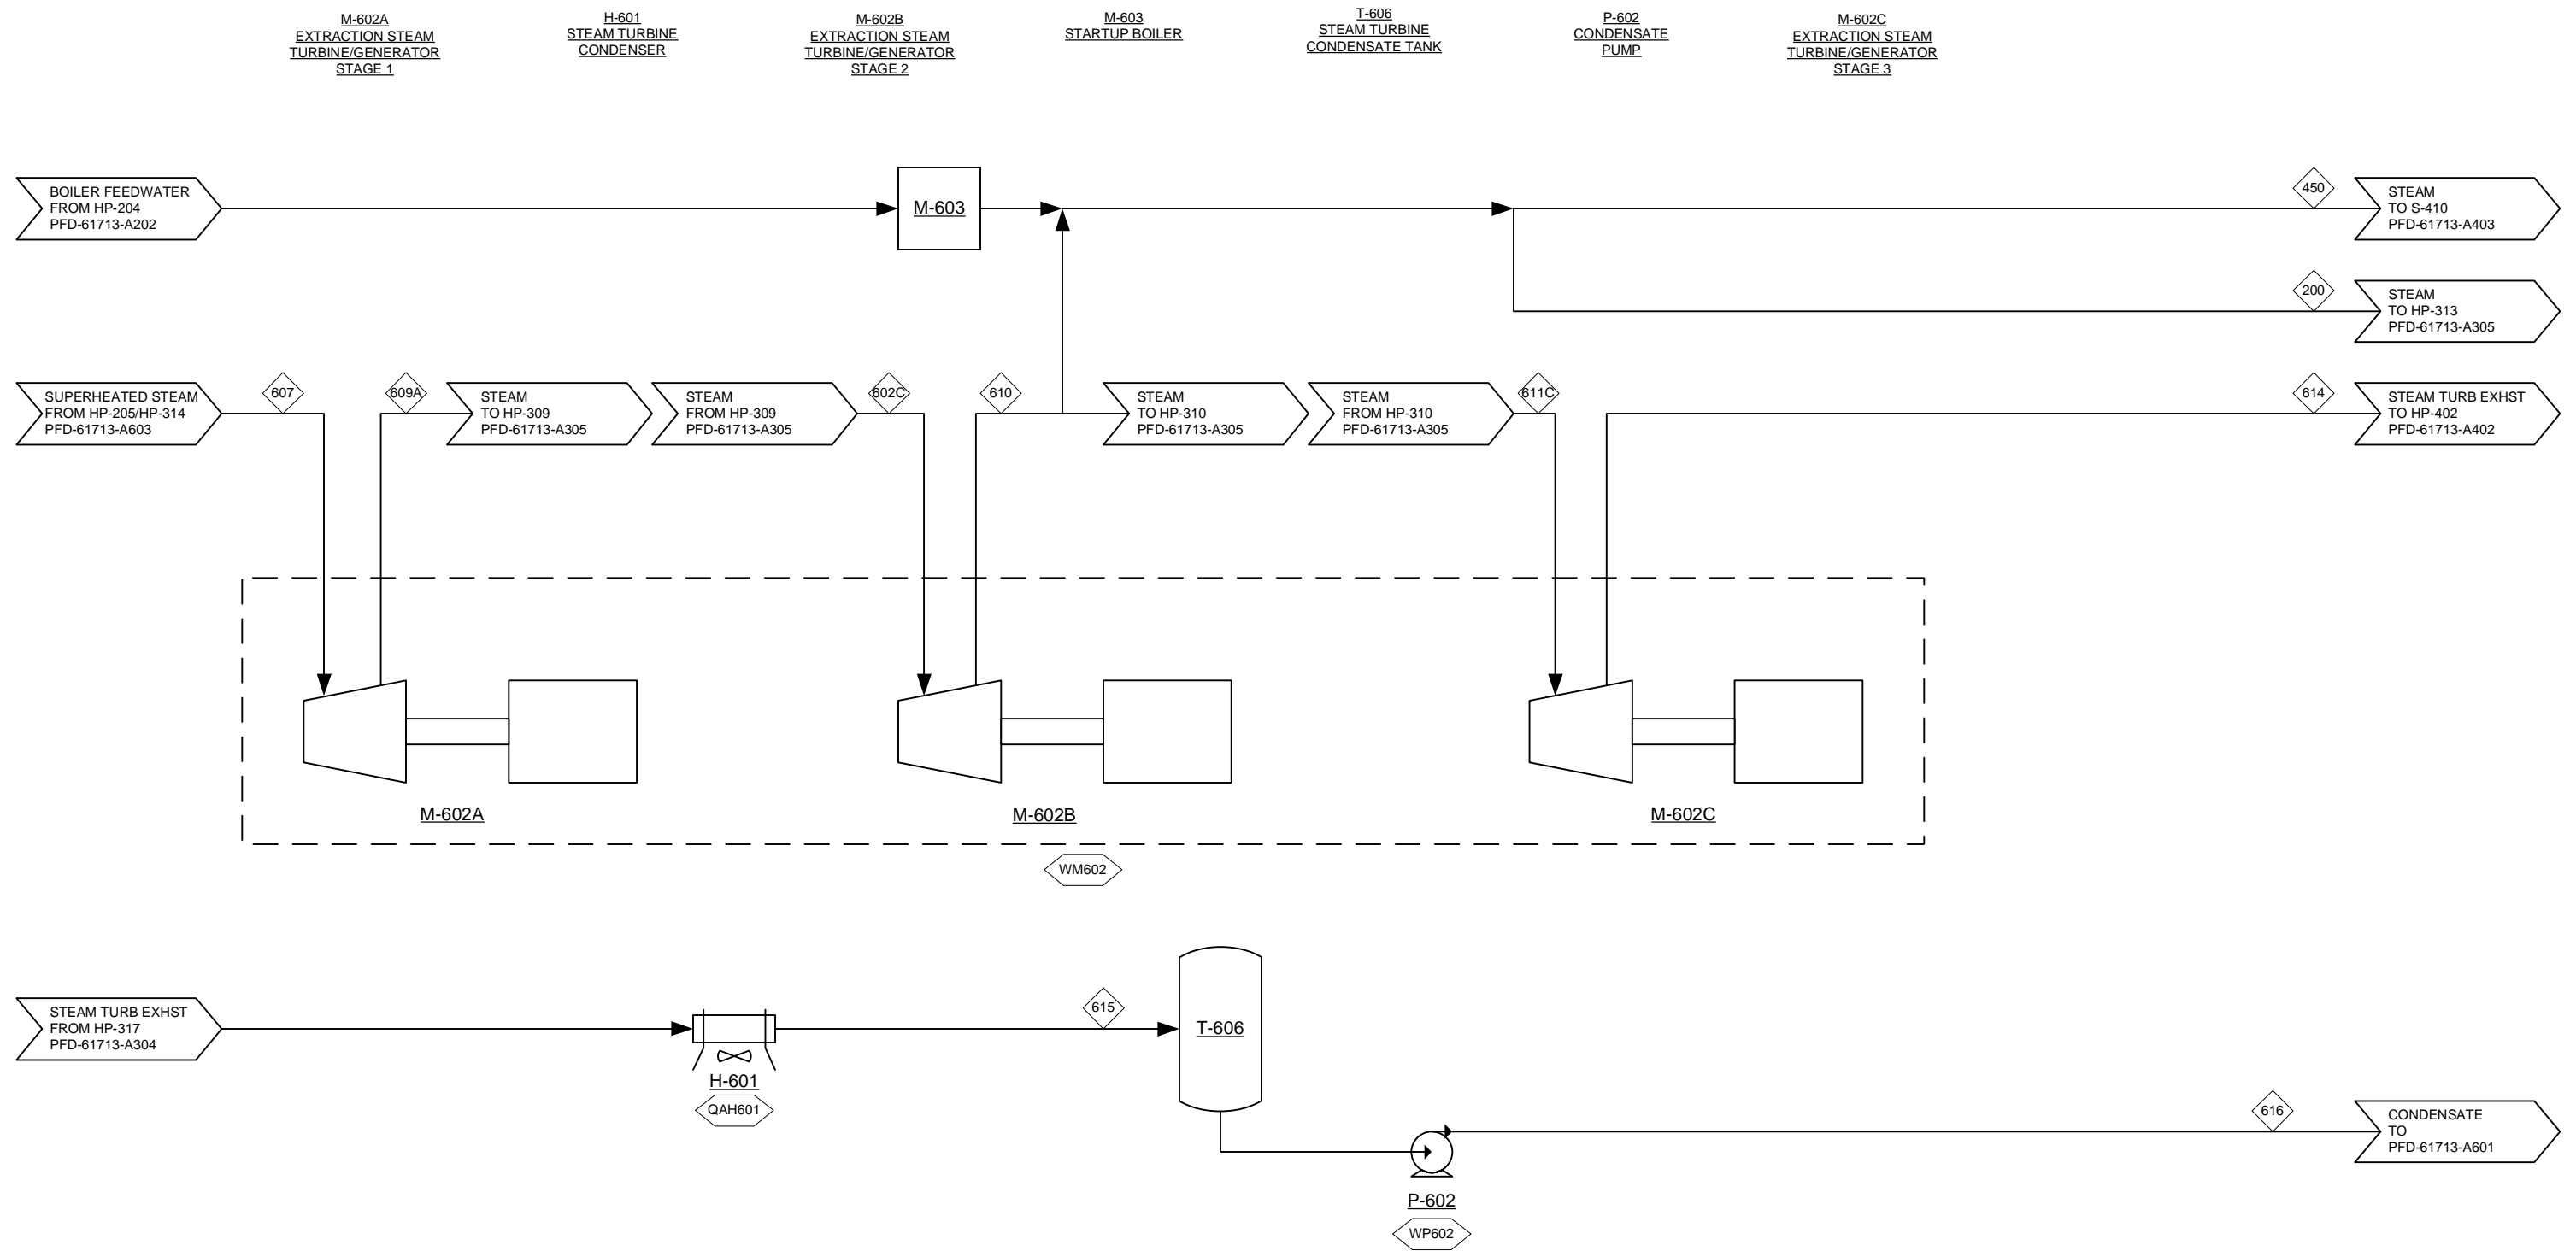 M-602A
EXTRACTION STEAM
TURBINE/GENERATOR
STAGE 1
H-601
STEAM TURBINE
CONDENSER
M-602B
EXTRACTION STEAM
TURBINE/GENERATOR
STAGE 2
M-603
STARTUP BOILER
T-606
STEAM TURBINE
CONDENSATE TANK
P-602
CONDENSATE
PUMP
M-602C
EXTRACTION STEAM
TURBINE/GENERATOR
STAGE 3
BOILER FEEDWATER
FROM HP-204
PFD-61713-A202
M-603
450
STEAM
TO S-410
PFD-61713-A403
200
STEAM
TO HP-313
PFD-61713-A305
SUPERHEATED STEAM
FROM HP-205/HP-314
PFD-61713-A603
607
609A
STEAM
TO HP-309
PFD-61713-A305
STEAM
FROM HP-309
PFD-61713-A305
602C
610
STEAM
TO HP-310
PFD-61713-A305
STEAM
FROM HP-310
PFD-61713-A305
611C
614
STEAM TURB EXHST
TO HP-402
PFD-61713-A402
M-602A
M-602B
M-602C
WM602
STEAM TURB EXHST
FROM HP-317
PFD-61713-A304
H-601
QAH601
615
T-606
P-602
WP602
616
CONDENSATE
TO
PFD-61713-A601